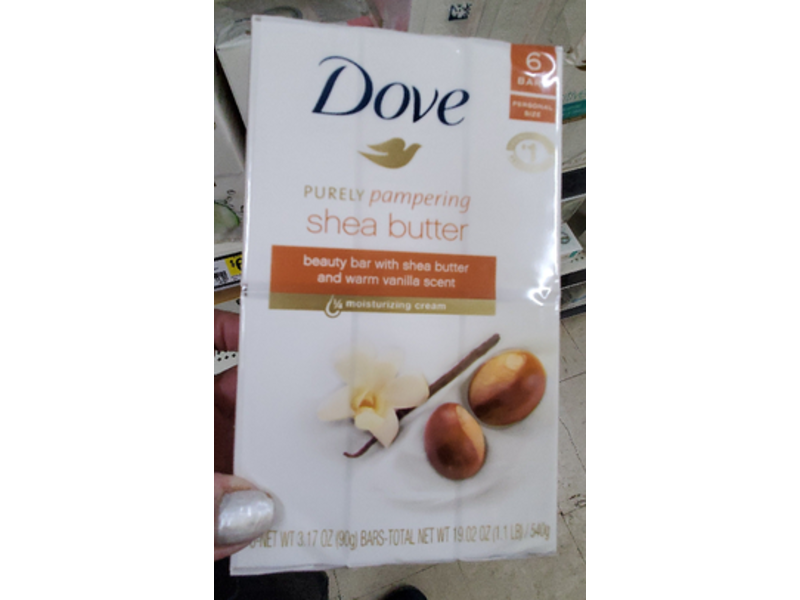 Dove
6
BARS
PERSONAL
SIZE
#1
PURELY pampering
shea butter
beauty bar with shea butter
and warm vanilla scent
¼ moisturizing cream
NET WT 3.17 OZ (90g) BARS-TOTAL NET WT 19.02 OZ (1.1 LB) / 540g